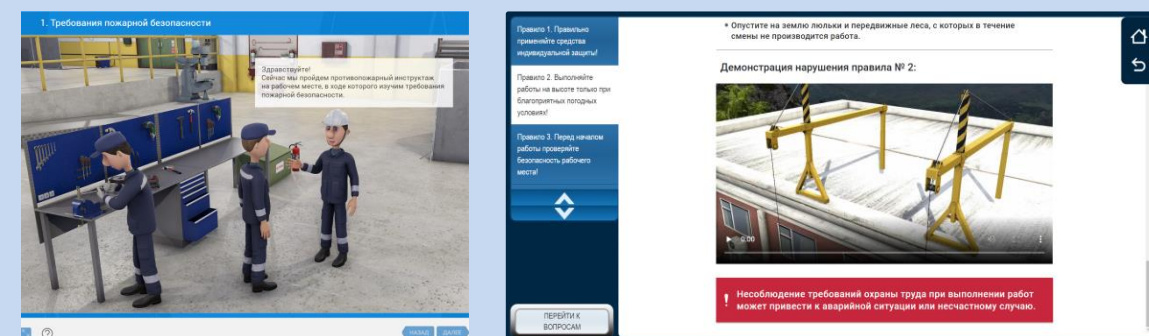 1. Требования пожарной безопасности
Здравствуйте!
Сейчас мы пройдем противопожарный инструктаж
на рабочем месте, в ходе которого изучим требования
пожарной безопасности.
НАЗАД
ДАЛЕЕ
Правило 1. Правильно
применяйте средства
индивидуальной защиты!
Правило 2. Выполняйте
работы на высоте только при
благоприятных погодных
условиях!
Правило 3. Перед началом
работы проверяйте
безопасность рабочего
места!
ПЕРЕЙТИ К
ВОПРОСАМ
• Опустите на землю люльки и передвижные леса, с которых в течение
смены не производится работа.
Демонстрация нарушения правила № 2:
0:00
! Несоблюдение требований охраны труда при выполнении работ
может привести к аварийной ситуации или несчастному случаю.